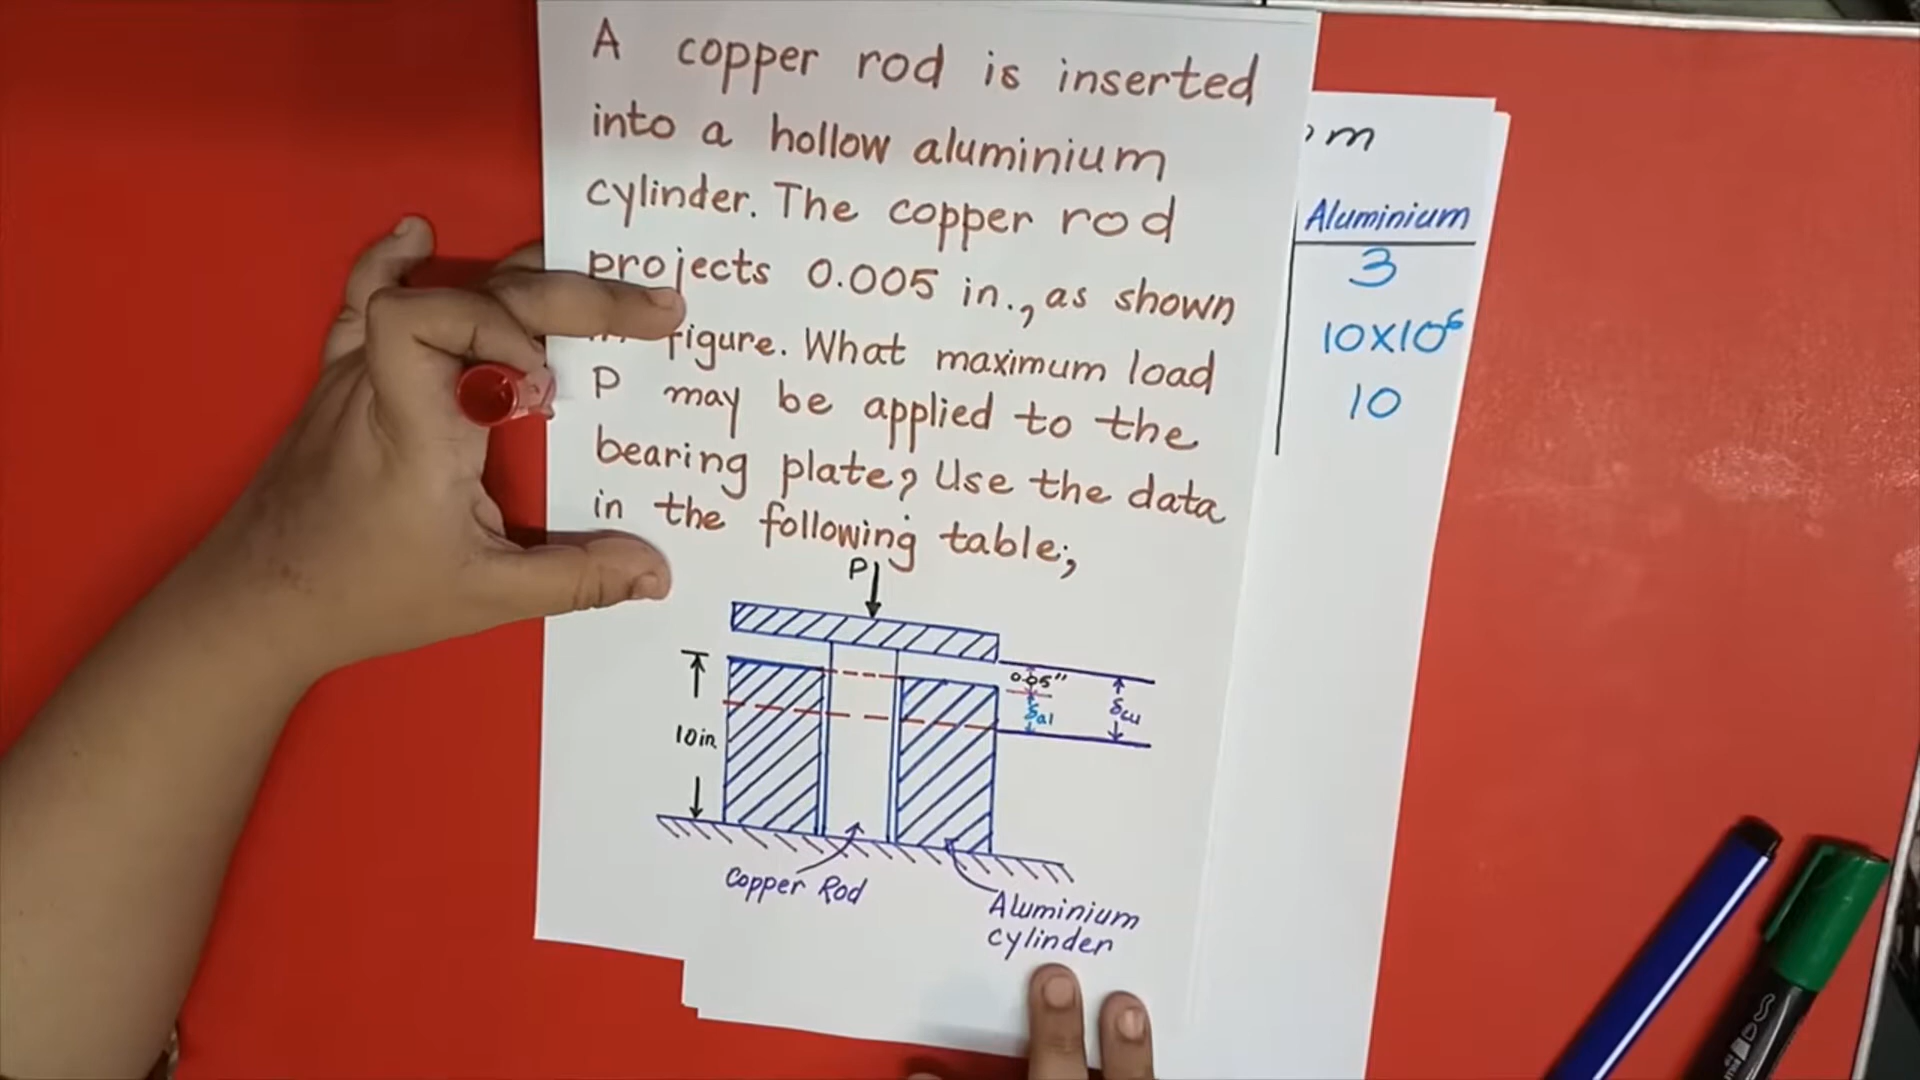 A copper rod is inserted
into a hollow aluminium
cylinder. The copper rod
projects 0.005 in., as shown
figure. What maximum load
P may be applied to the
bearing plate? Use the data
in the following table;
P
10in
δal
δcu
Copper Rod
Aluminium
cylinder
m
Aluminium
3
10x10⁶
10